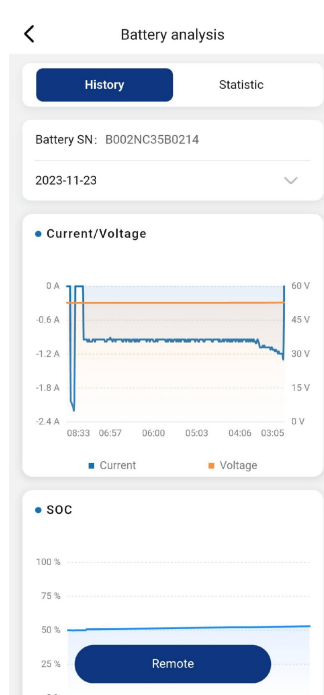 Battery analysis
History Statistic
Battery SN: B002NC35B0214
2023-11-23
Current/Voltage
0 A 60 V
-0.6 A 45 V
-1.2 A 30 V
-1.8 A 15 V
-2.4 A 0 V
08:33 06:57 06:00 05:03 04:06 03:05
Current Voltage
SOC
100 %
75 %
50 %
25 %
Remote